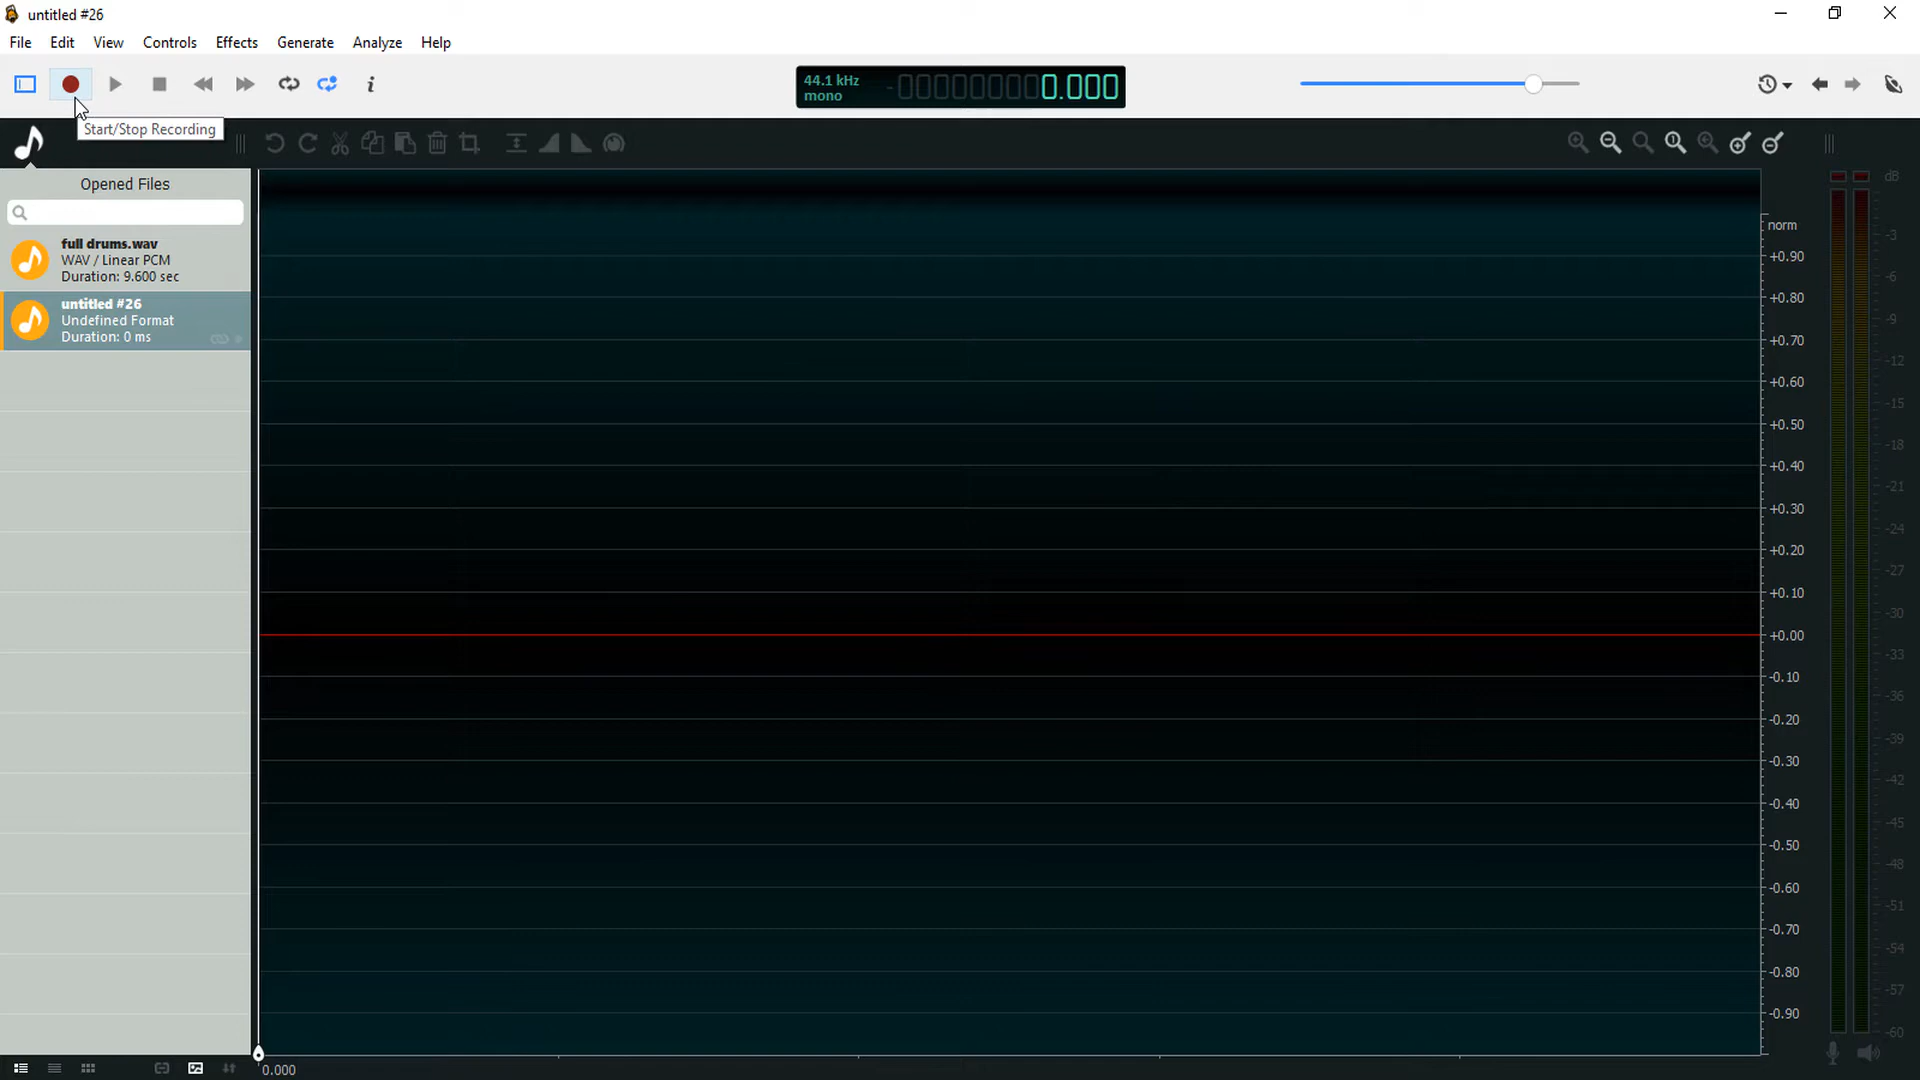 untitled #26
File Edit View Controls Effects Generate Analyze Help
44.1 kHz
mono
0.000
Start/Stop Recording
Opened Files
full drums.wav
WAV / Linear PCM
Duration: 9.600 sec
untitled #26
Undefined Format
Duration: 0 ms
norm
+0.90
+0.80
+0.70
+0.60
+0.50
+0.40
+0.30
+0.20
+0.10
+0.00
-0.10
-0.20
-0.30
-0.40
-0.50
-0.60
-0.70
-0.80
-0.90
dB
-3
-6
-9
-12
-15
-18
-21
-24
-27
-30
-33
-36
-39
-42
-45
-48
-51
-54
-57
-60
0.000